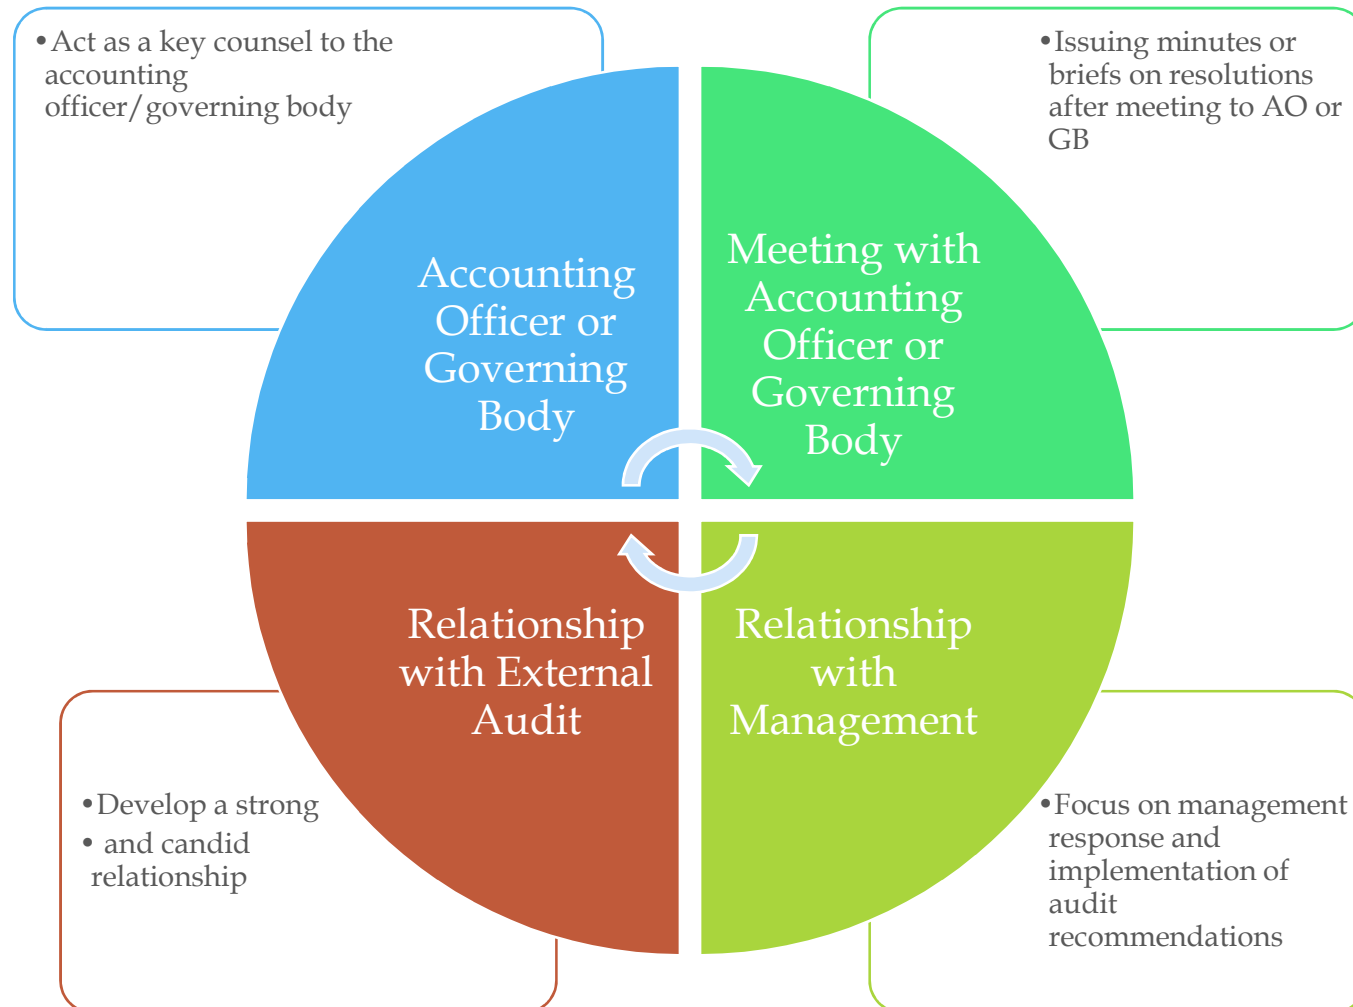 •Act as a key counsel to the
accounting
officer/governing body
•Issuing minutes or
briefs on resolutions
after meeting to AO or
GB
Accounting
Officer or
Governing
Body
Meeting with
Accounting
Officer or
Governing
Body
Relationship
with External
Audit
Relationship
with
Management
•Develop a strong
• and candid
relationship
•Focus on management
response and
implementation of
audit
recommendations